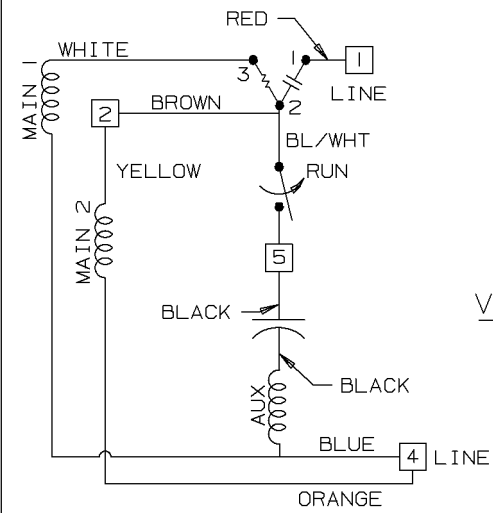 RED
WHITE
1
1
3
LINE
MAIN 1
2
BROWN
2
BL/WHT
YELLOW
RUN
MAIN 2
5
V
BLACK
BLACK
AUX
BLUE
4
LINE
ORANGE